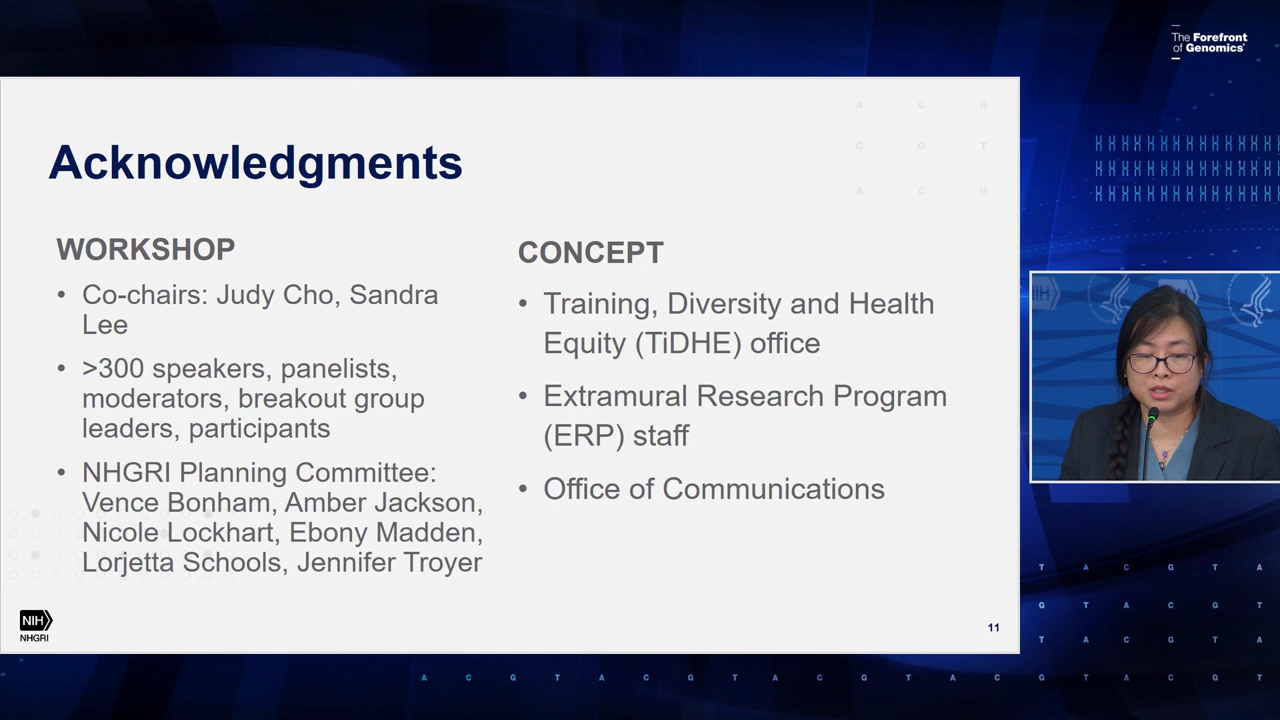 The Forefront
of Genomics
Acknowledgments
WORKSHOP
• Co-chairs: Judy Cho, Sandra
Lee
• >300 speakers, panelists,
moderators, breakout group
leaders, participants
• NHGRI Planning Committee:
Vence Bonham, Amber Jackson,
Nicole Lockhart, Ebony Madden,
Lorjetta Schools, Jennifer Troyer
CONCEPT
• Training, Diversity and Health
Equity (TiDHE) office
• Extramural Research Program
(ERP) staff
• Office of Communications
NIH
NHGRI
11
A C G
G T
A C G
T A C G T A
G T A C G T
T A C G T A
A C G T A C G T A C G T A C G T A C G T